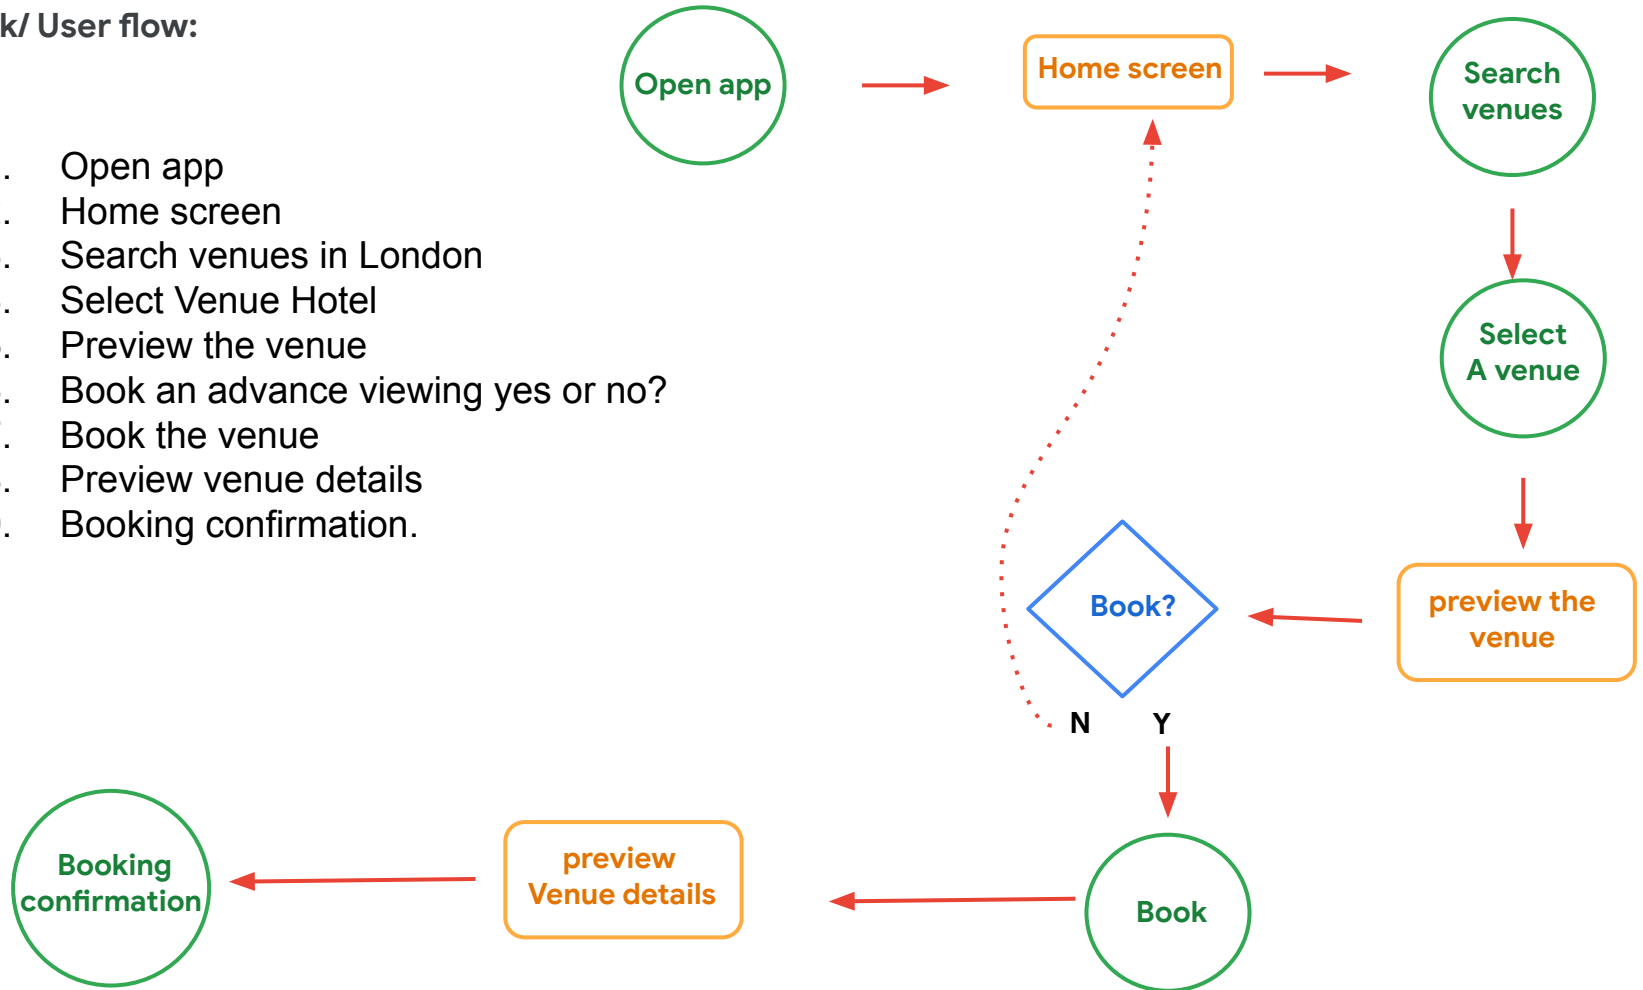 k/ User flow:
. Open app
. Home screen
. Search venues in London
. Select Venue Hotel
. Preview the venue
. Book an advance viewing yes or no?
. Book the venue
. Preview venue details
. Booking confirmation.
Open app
Home screen
Search
venues
Select
A venue
preview the
venue
Book?
N
Y
Book
preview
Venue details
Booking
confirmation